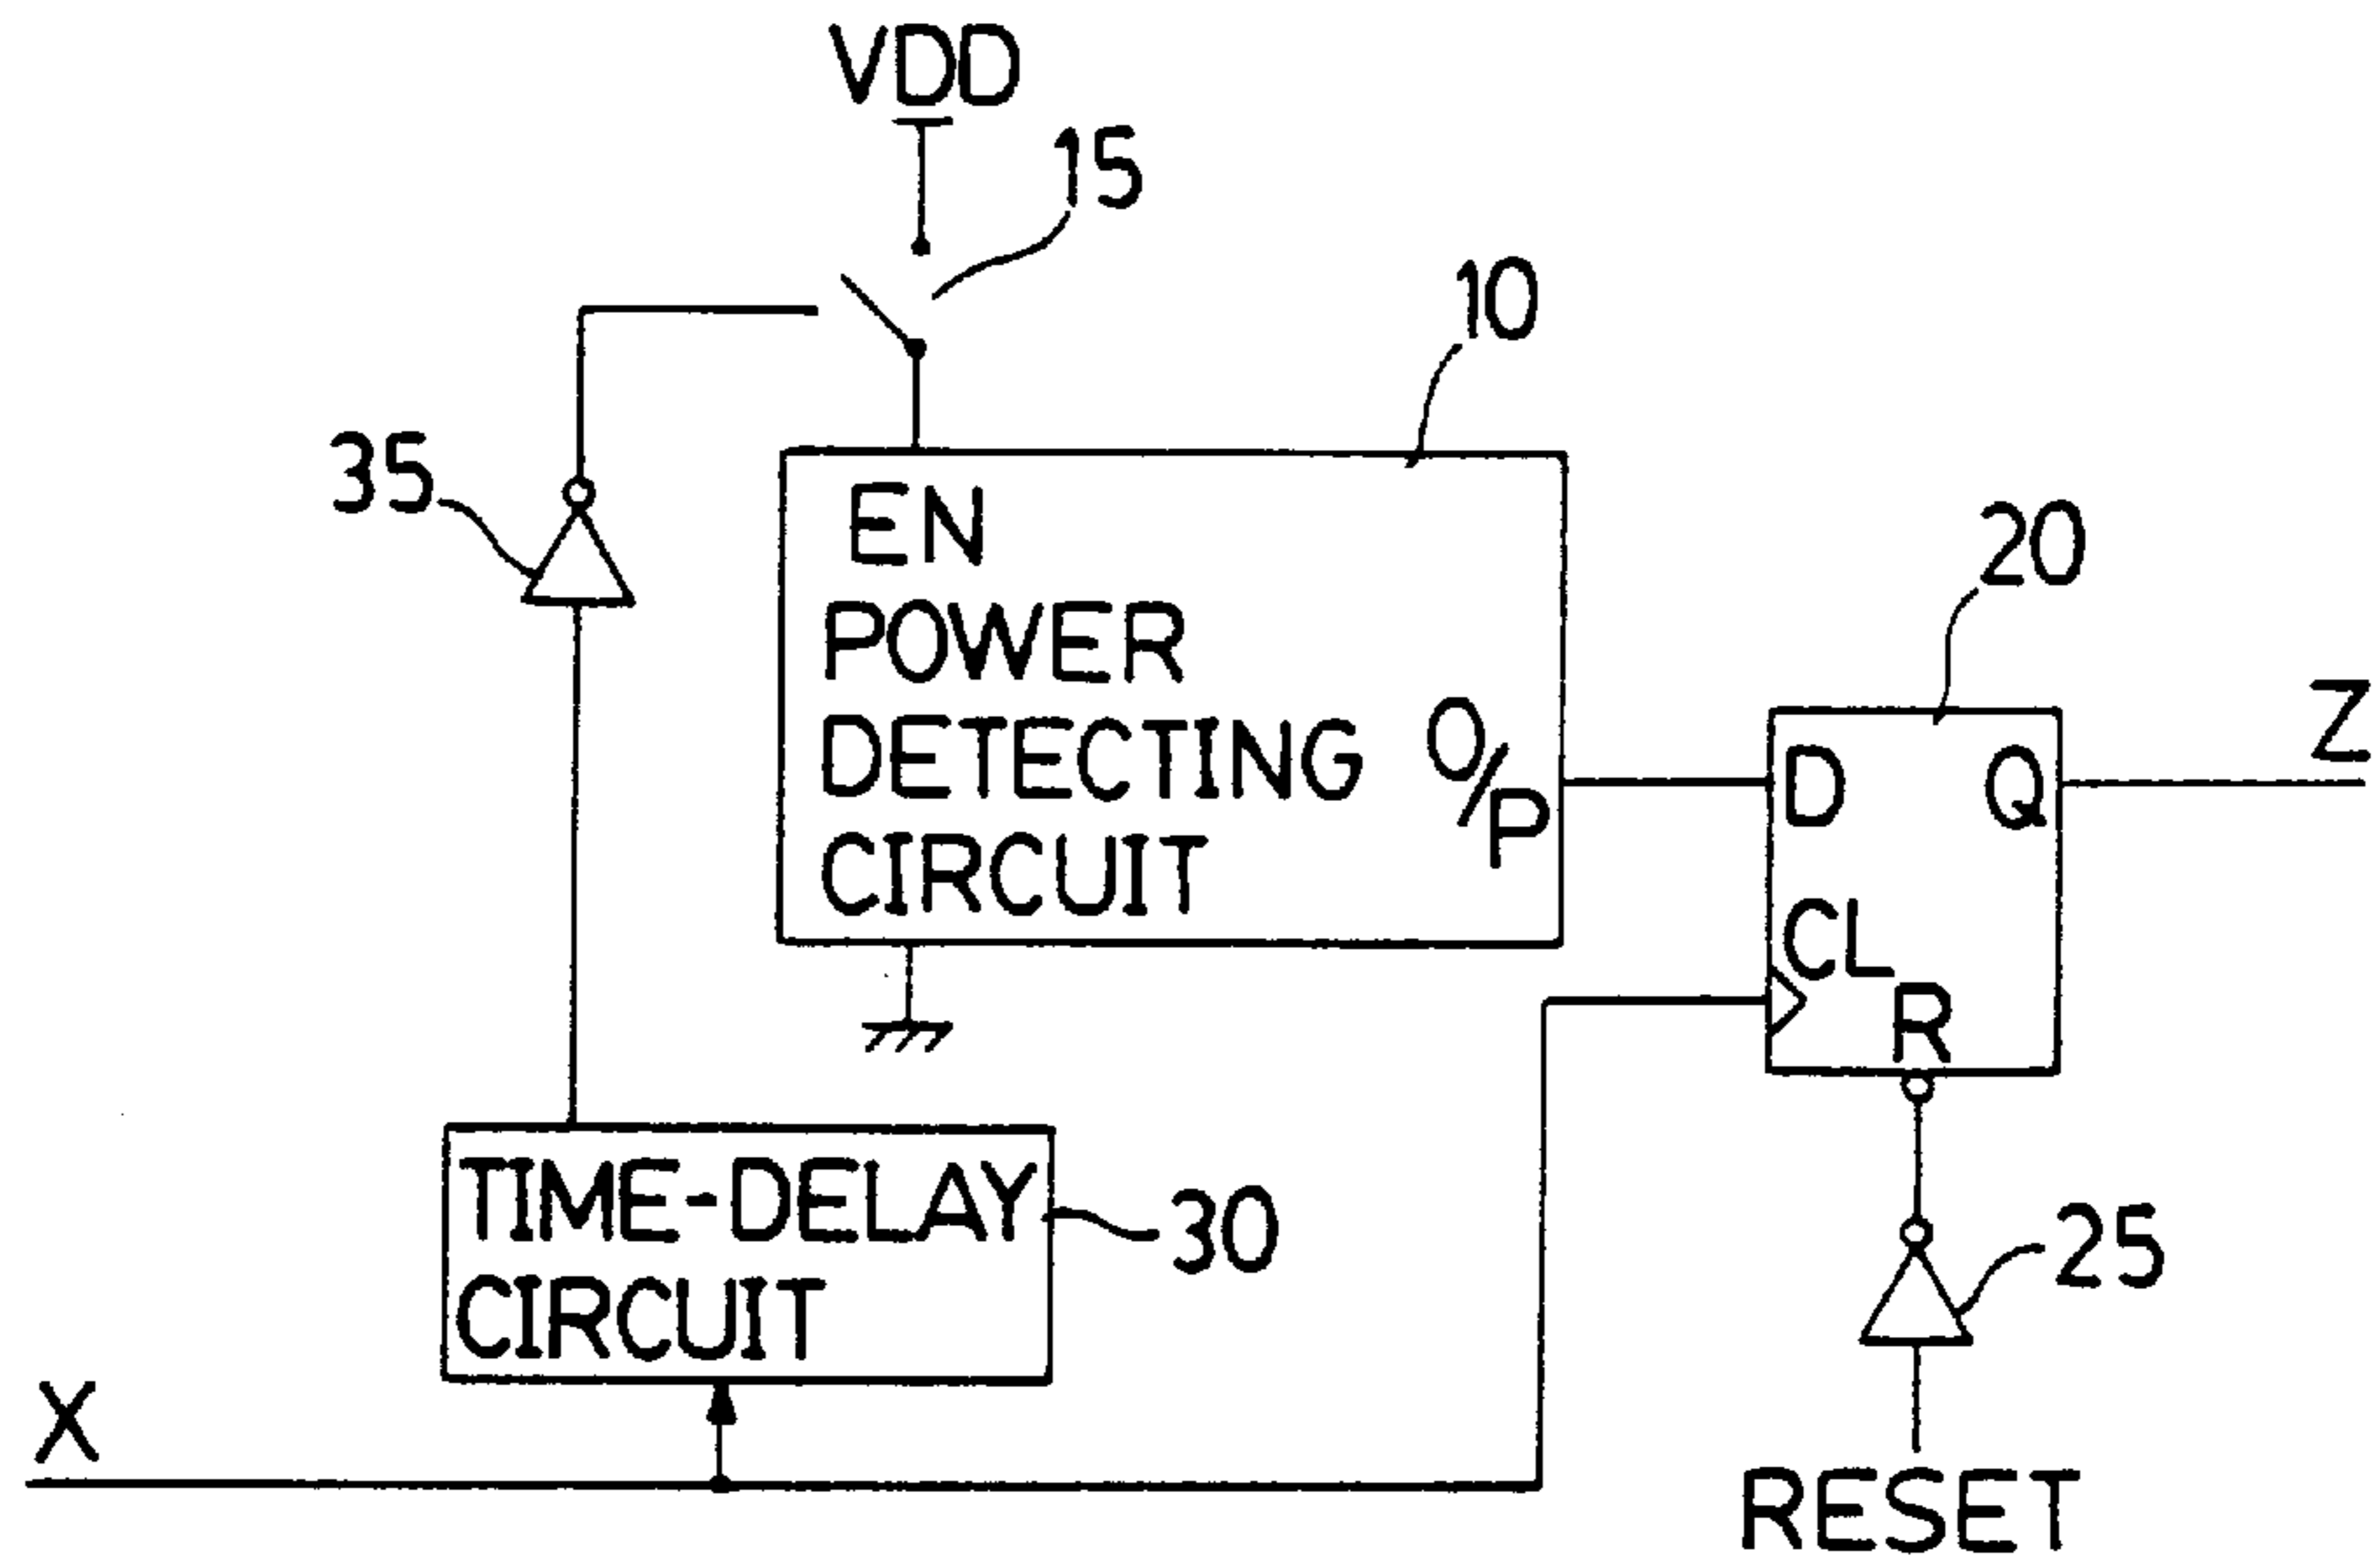 VDD
15
10
35
EN
POWER
DETECTING
CIRCUIT
O/P
20
D
Q
Z
CL
R
TIME-DELAY
CIRCUIT
30
25
X
RESET